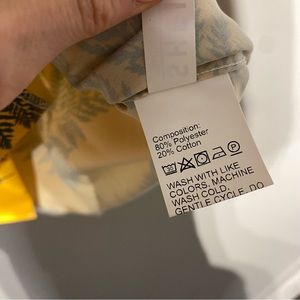 Composition:
80% Polyester
20% Cotton
WASH WITH LIKE
COLORS, MACHINE
WASH COLD.
GENTLE CYCLE, DO